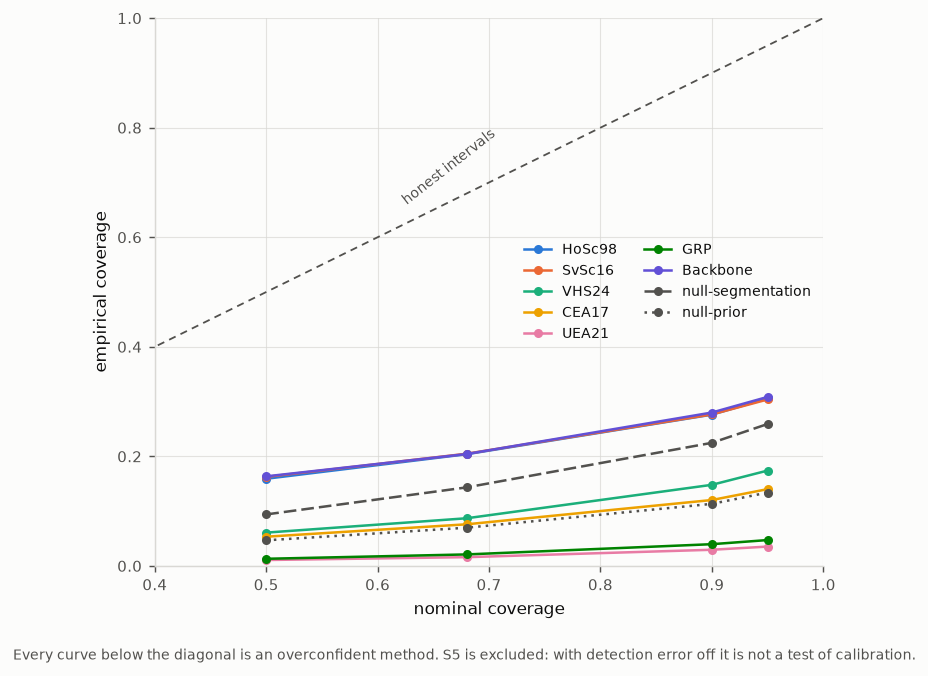 1.0
0.8
0.6
0.4
0.2
0.0
empirical coverage
honest intervals
HoSc98
SvSc16
VHS24
CEA17
UEA21
GRP
Backbone
null-segmentation
null-prior
0.4 0.5 0.6 0.7 0.8 0.9 1.0
nominal coverage
Every curve below the diagonal is an overconfident method. S5 is excluded: with detection error off it is not a test of calibration.